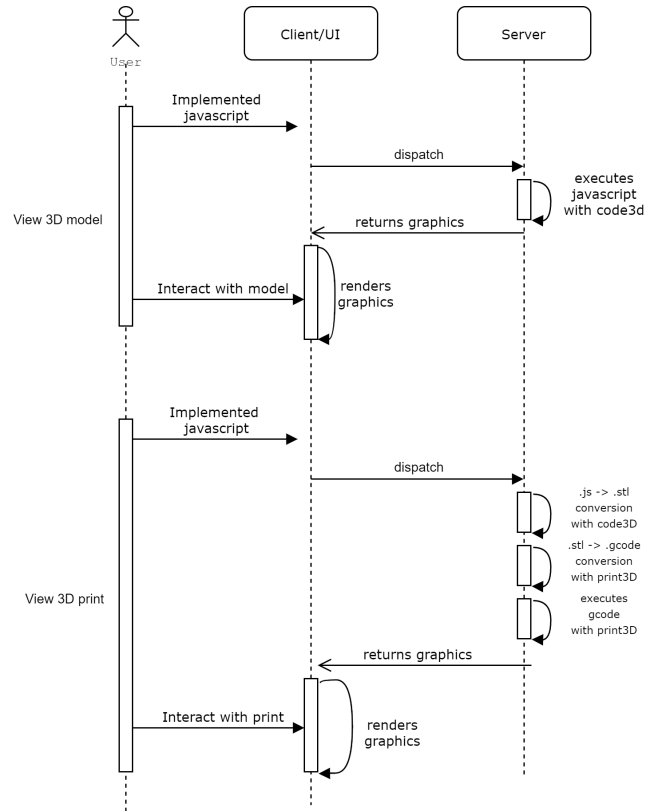 User
Client/UI
Server
Implemented
javascript
dispatch
executes
javascript
with code3d
View 3D model
returns graphics
Interact with model
renders
graphics
Implemented
javascript
dispatch
.js -> .stl
conversion
with code3D
.stl -> .gcode
conversion
with print3D
View 3D print
executes
gcode
with print3D
returns graphics
Interact with print
renders
graphics